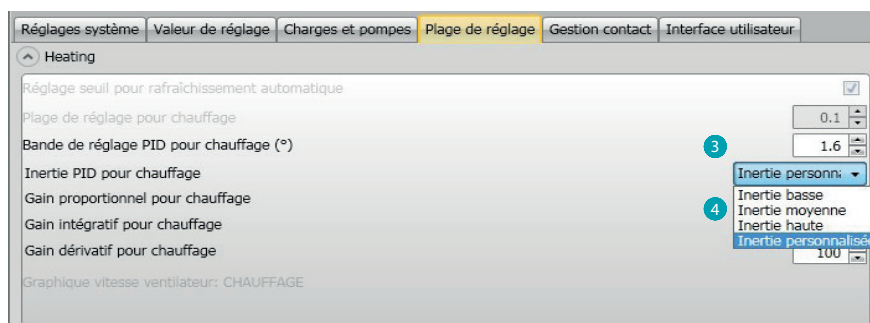 Réglages système Valeur de réglage Charges et pompes Plage de réglage Gestion contact Interface utilisateur
Heating
Réglage seuil pour rafraîchissement automatique
Plage de réglage pour chauffage 0.1
Bande de réglage PID pour chauffage (°) 3 1.6
Inertie PID pour chauffage Inertie personn
Gain proportionnel pour chauffage Inertie basse
4 Inertie moyenne
Gain intégratif pour chauffage Inertie haute
Inertie personnalisée
Gain dérivatif pour chauffage 100
Graphique vitesse ventilateur: CHAUFFAGE